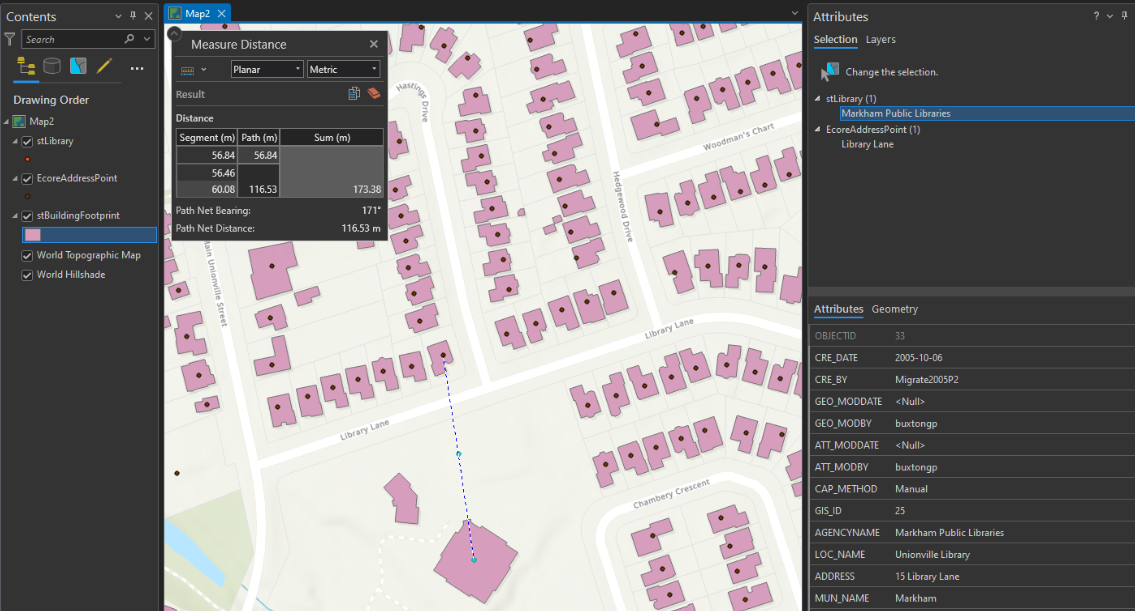 Contents
Search
Drawing Order
Map2
stLibrary
EcoreAddressPoint
stBuildingFootprint
World Topographic Map
World Hillshade
Map2
Measure Distance
Planar
Metric
Result
Distance
Segment (m) Path (m) Sum (m)
56.84 56.84
56.46
60.08 116.53 173.38
Path Net Bearing: 171°
Path Net Distance: 116.53 m
Hastings Drive
Woodman's Chart
Hedgewood Drive
Main Unionville Street
Library Lane
Library Lane
Chambery Crescent
Attributes
?
Selection Layers
Change the selection.
stLibrary (1)
Markham Public Libraries
EcoreAddressPoint (1)
Library Lane
Attributes Geometry
OBJECTID 33
CRE_DATE 2005-10-06
CRE_BY Migrate2005P2
GEO_MODDATE <Null>
GEO_MODBY buxtongp
ATT_MODDATE <Null>
ATT_MODBY buxtongp
CAP_METHOD Manual
GIS_ID 25
AGENCYNAME Markham Public Libraries
LOC_NAME Unionville Library
ADDRESS 15 Library Lane
MUN_NAME Markham